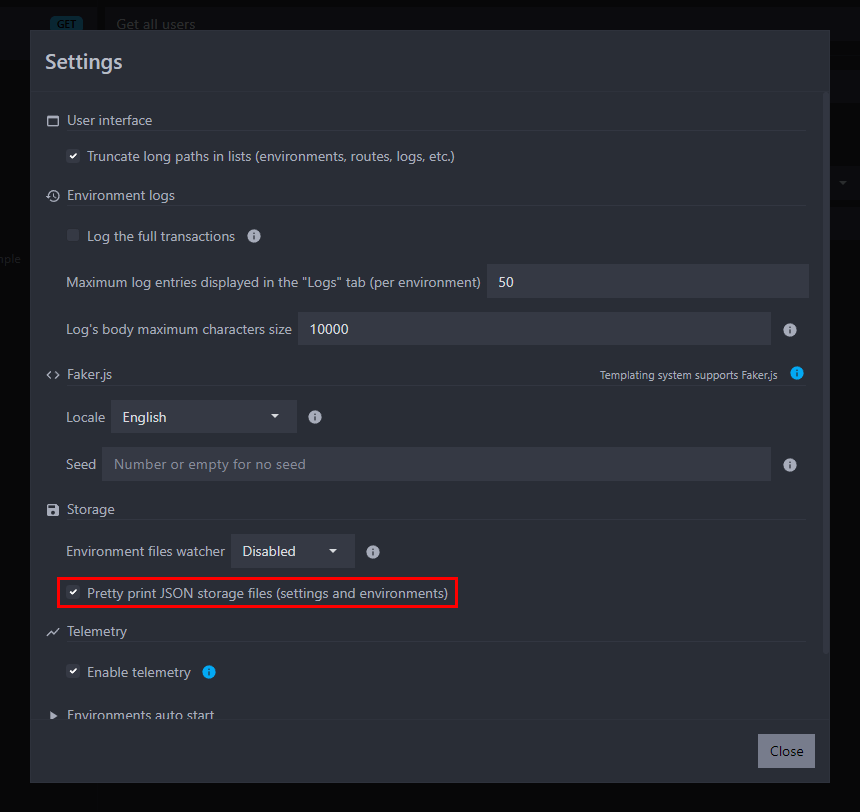 GET Get all users
Settings
User interface
Truncate long paths in lists (environments, routes, logs, etc.)
Environment logs
Log the full transactions
Maximum log entries displayed in the "Logs" tab (per environment) 50
Log's body maximum characters size 10000
Faker.js Templating system supports Faker.js
Locale English
Seed Number or empty for no seed
Storage
Environment files watcher Disabled
Pretty print JSON storage files (settings and environments)
Telemetry
Enable telemetry
Environments auto start
Close